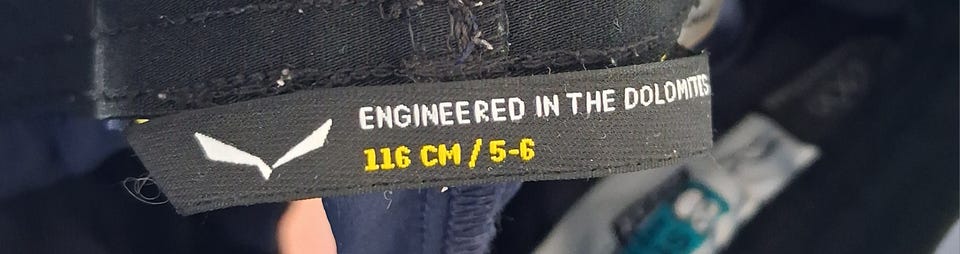 ENGINEERED IN THE DOLOMITES
116 CM / 5-6